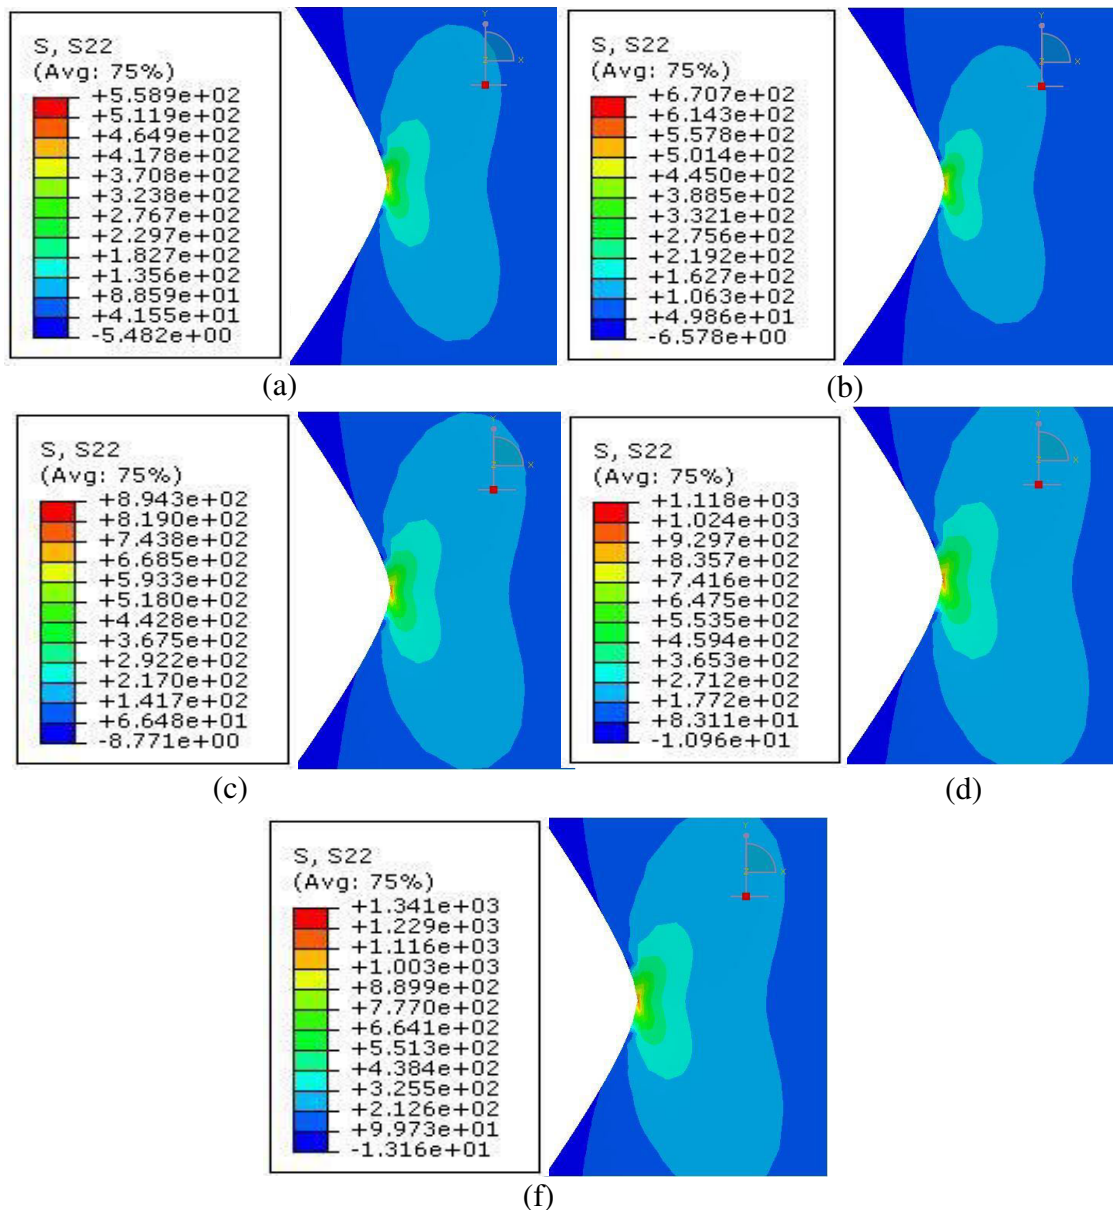 S, S22
(Avg: 75%)
+5.589e+02
+5.119e+02
+4.649e+02
+4.178e+02
+3.708e+02
+3.238e+02
+2.767e+02
+2.297e+02
+1.827e+02
+1.356e+02
+8.859e+01
+4.155e+01
-5.482e+00
Y
Z
X
(a)
S, S22
(Avg: 75%)
+6.707e+02
+6.143e+02
+5.578e+02
+5.014e+02
+4.450e+02
+3.885e+02
+3.321e+02
+2.756e+02
+2.192e+02
+1.627e+02
+1.063e+02
+4.986e+01
-6.578e+00
Y
Z
X
(b)
S, S22
(Avg: 75%)
+8.943e+02
+8.190e+02
+7.438e+02
+6.685e+02
+5.933e+02
+5.180e+02
+4.428e+02
+3.675e+02
+2.922e+02
+2.170e+02
+1.417e+02
+6.648e+01
-8.771e+00
Y
Z
X
(c)
S, S22
(Avg: 75%)
+1.118e+03
+1.024e+03
+9.297e+02
+8.357e+02
+7.416e+02
+6.475e+02
+5.535e+02
+4.594e+02
+3.653e+02
+2.712e+02
+1.772e+02
+8.311e+01
-1.096e+01
Y
Z
X
(d)
S, S22
(Avg: 75%)
+1.341e+03
+1.229e+03
+1.116e+03
+1.003e+03
+8.899e+02
+7.770e+02
+6.641e+02
+5.513e+02
+4.384e+02
+3.255e+02
+2.126e+02
+9.973e+01
-1.316e+01
Y
Z
X
(f)